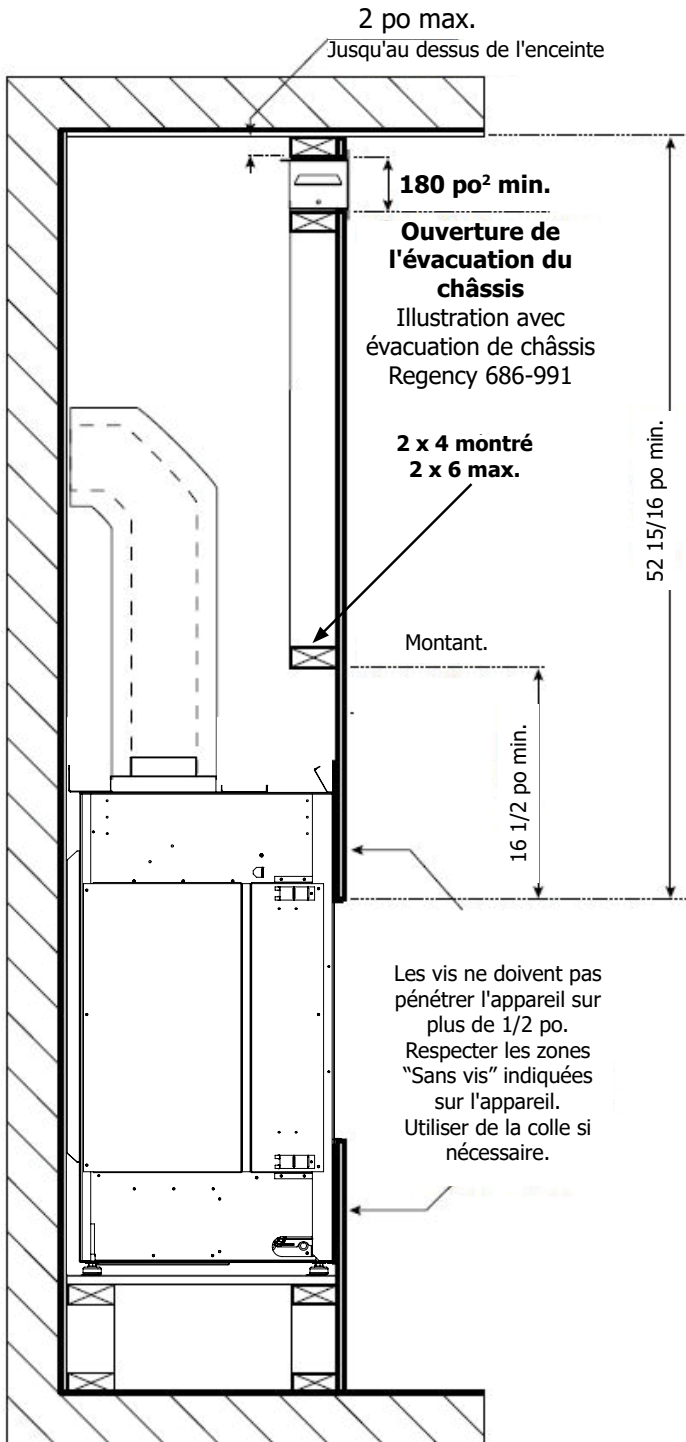 2 po max.
Jusqu'au dessus de l'enceinte
180 po² min.
Ouverture de
l'évacuation du
châssis
Illustration avec
évacuation de châssis
Regency 686-991
2 x 4 montré
2 x 6 max.
52 15/16 po min.
Montant.
16 1/2 po min.
Les vis ne doivent pas
pénétrer l'appareil sur
plus de 1/2 po.
Respecter les zones
“Sans vis” indiquées
sur l'appareil.
Utiliser de la colle si
nécessaire.